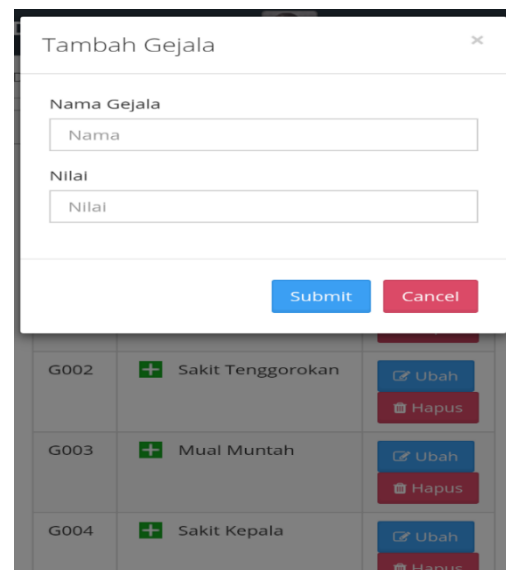 Tambah Gejala ×
Nama Gejala
Nama
Nilai
Nilai
Submit Cancel
G002 Sakit Tenggorokan Ubah
Hapus
G003 Mual Muntah Ubah
Hapus
G004 Sakit Kepala Ubah
Hapus